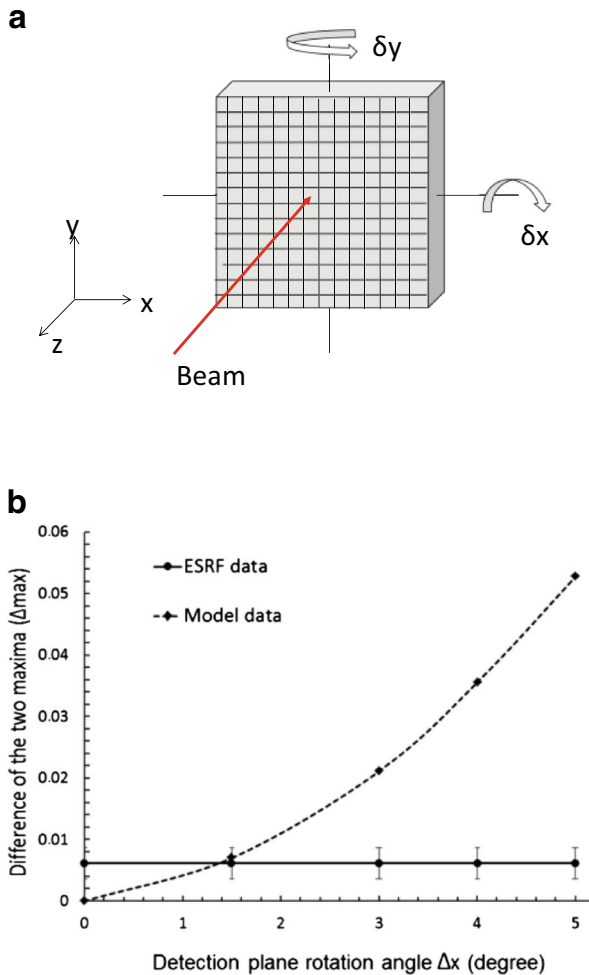 a
δy
δx
y
x
z
Beam
b
0.06
0.05
0.04
0.03
0.02
0.01
0
ESRF data
Model data
Difference of the two maxima (Δmax)
0 1 2 3 4 5
Detection plane rotation angle Δx (degree)